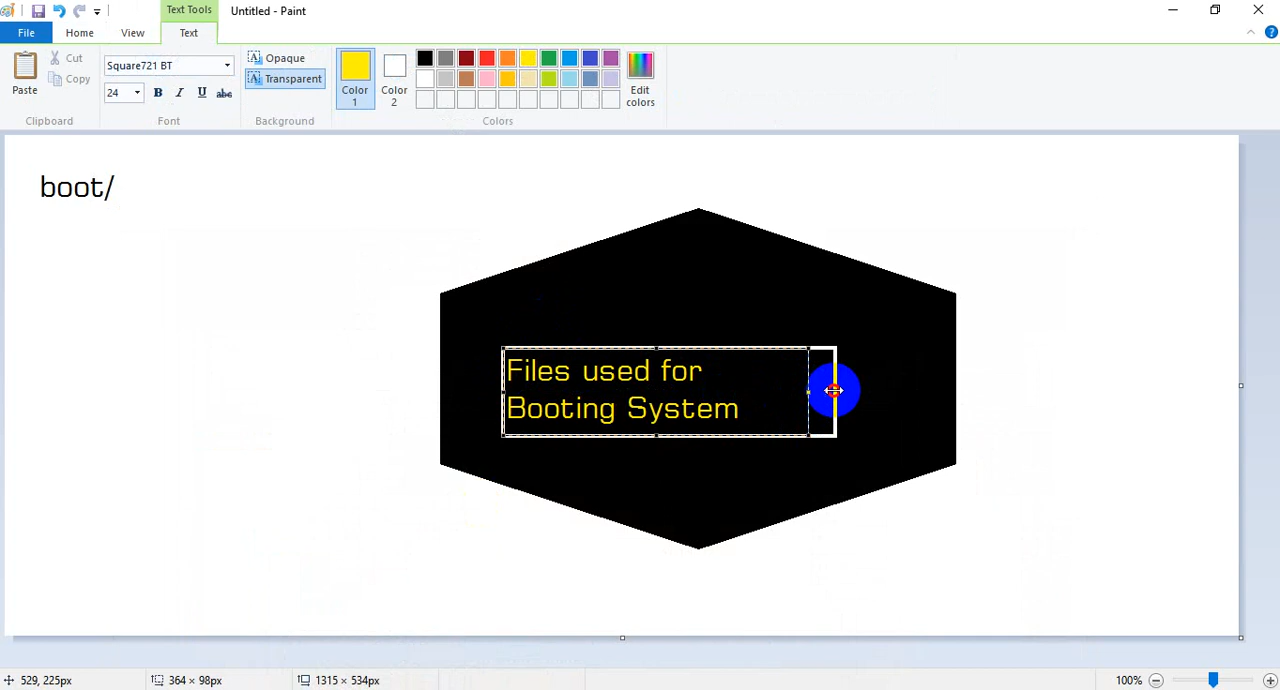 Text Tools
Untitled - Paint
File
Home
View
Text
Paste
Cut
Copy
Clipboard
Square721 BT
24
B I U abc
Font
Opaque
Transparent
Background
Color 1
Color 2
Edit colors
Colors
boot/
Files used for
Booting System
529, 225px
364 × 98px
1315 × 534px
100%